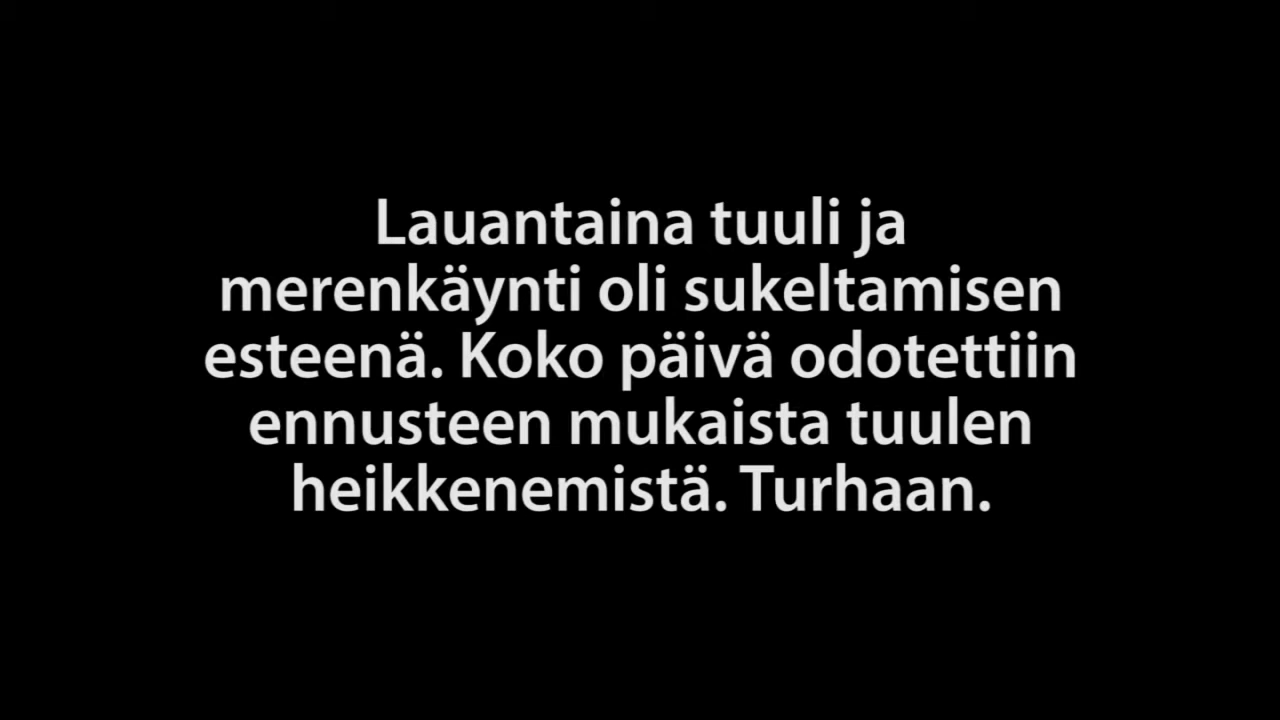 Lauantaina tuuli ja
merenkäynti oli sukeltamisen
esteenä. Koko päivä odotettiin
ennusteen mukaista tuulen
heikkenemistä. Turhaan.